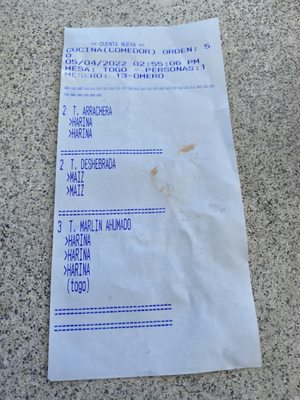 == CUENTA NUEVA ==
COCINA(COMEDOR) ORDEN: 5
0
05/04/2022 02:55:06 PM
MESA: TOGO - PERSONAS:1
MESERO: 13-OMERO
2 T. ARRACHERA
>HARINA
>HARINA
2 T. DESHEBRADA
>MAIZ
>MAIZ
3 T. MARLIN AHUMADO
>HARINA
>HARINA
>HARINA
(togo)